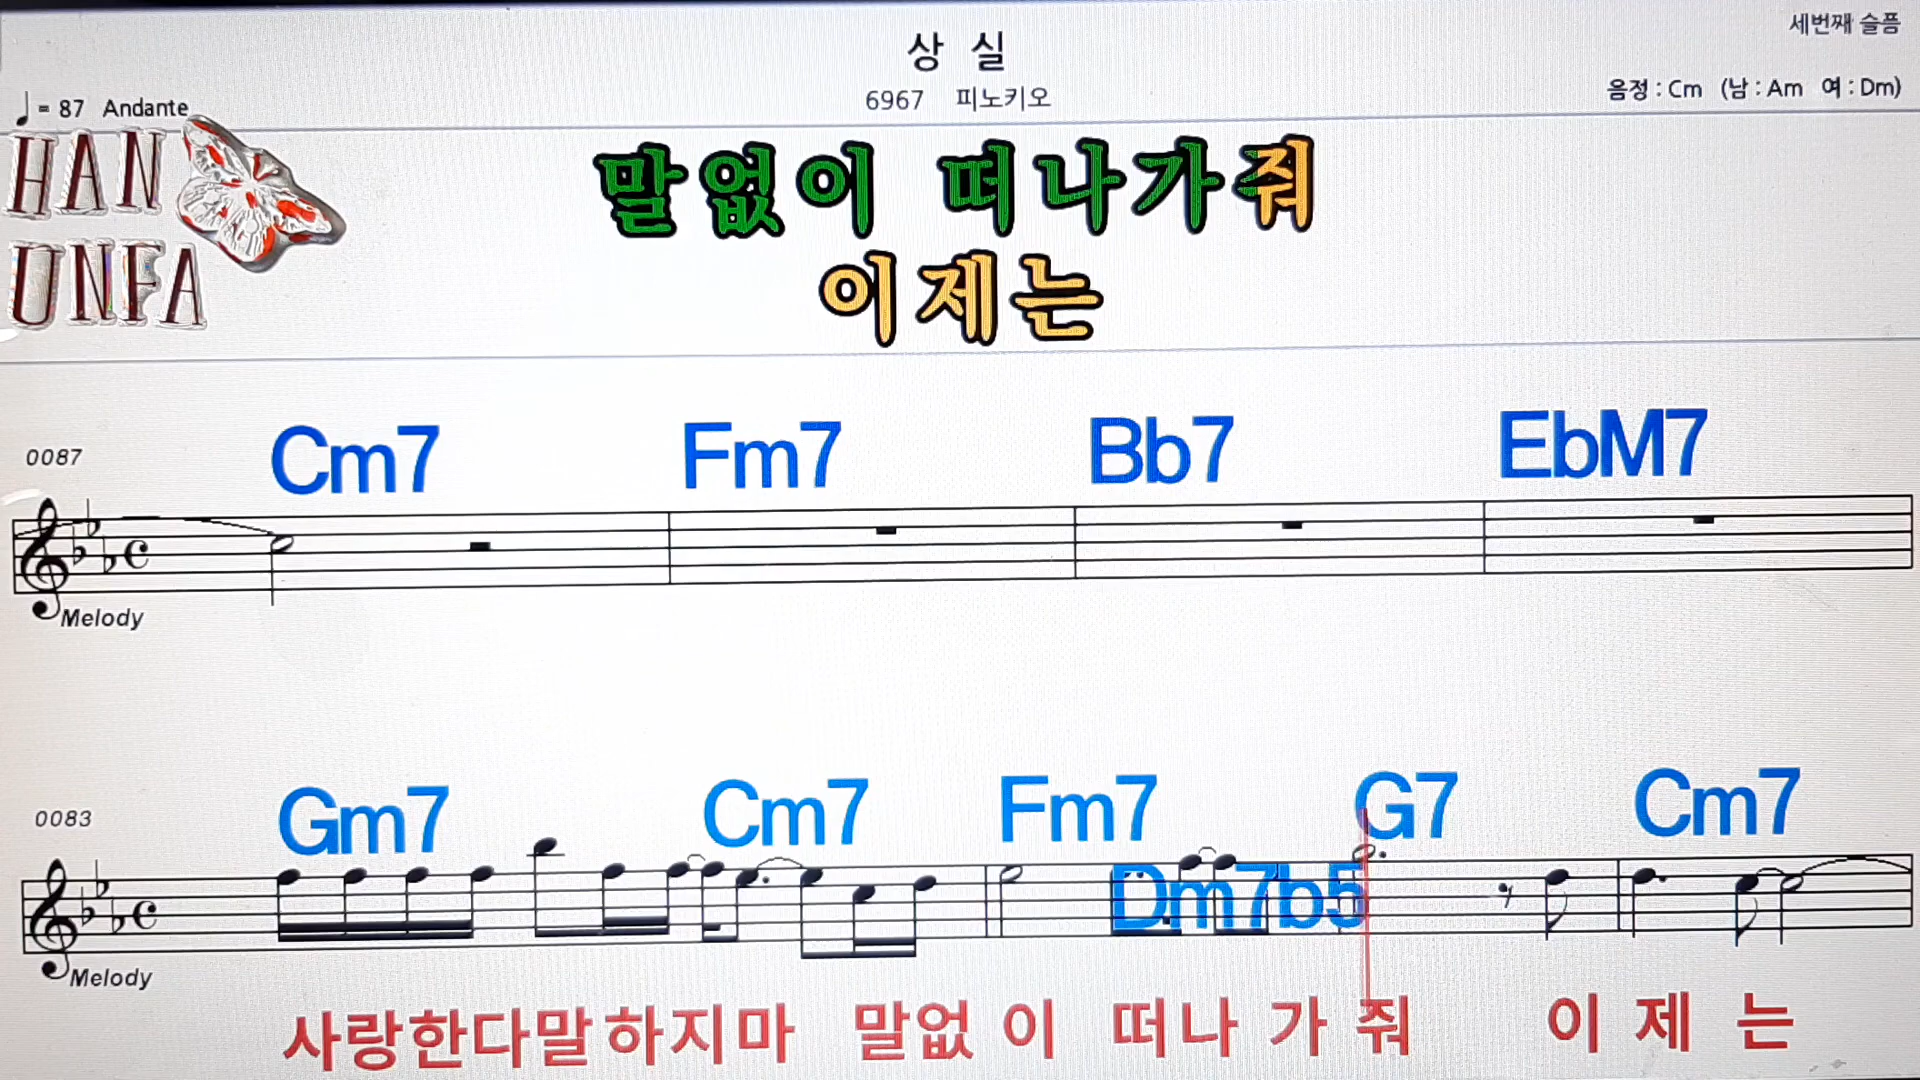 세번째 슬픔
상 실
6967 피노키오
음정 : Cm (남 : Am 여 : Dm)
♩ = 87 Andante
HAN
UNFA
말없이 떠나가줘
이제는
0087
Cm7 Fm7 Bb7 EbM7
Melody
0083
Gm7 Cm7 Fm7 G7 Cm7
Dm7b5
Melody
사랑한다말하지마 말없 이 떠나 가 줘 이 제 는